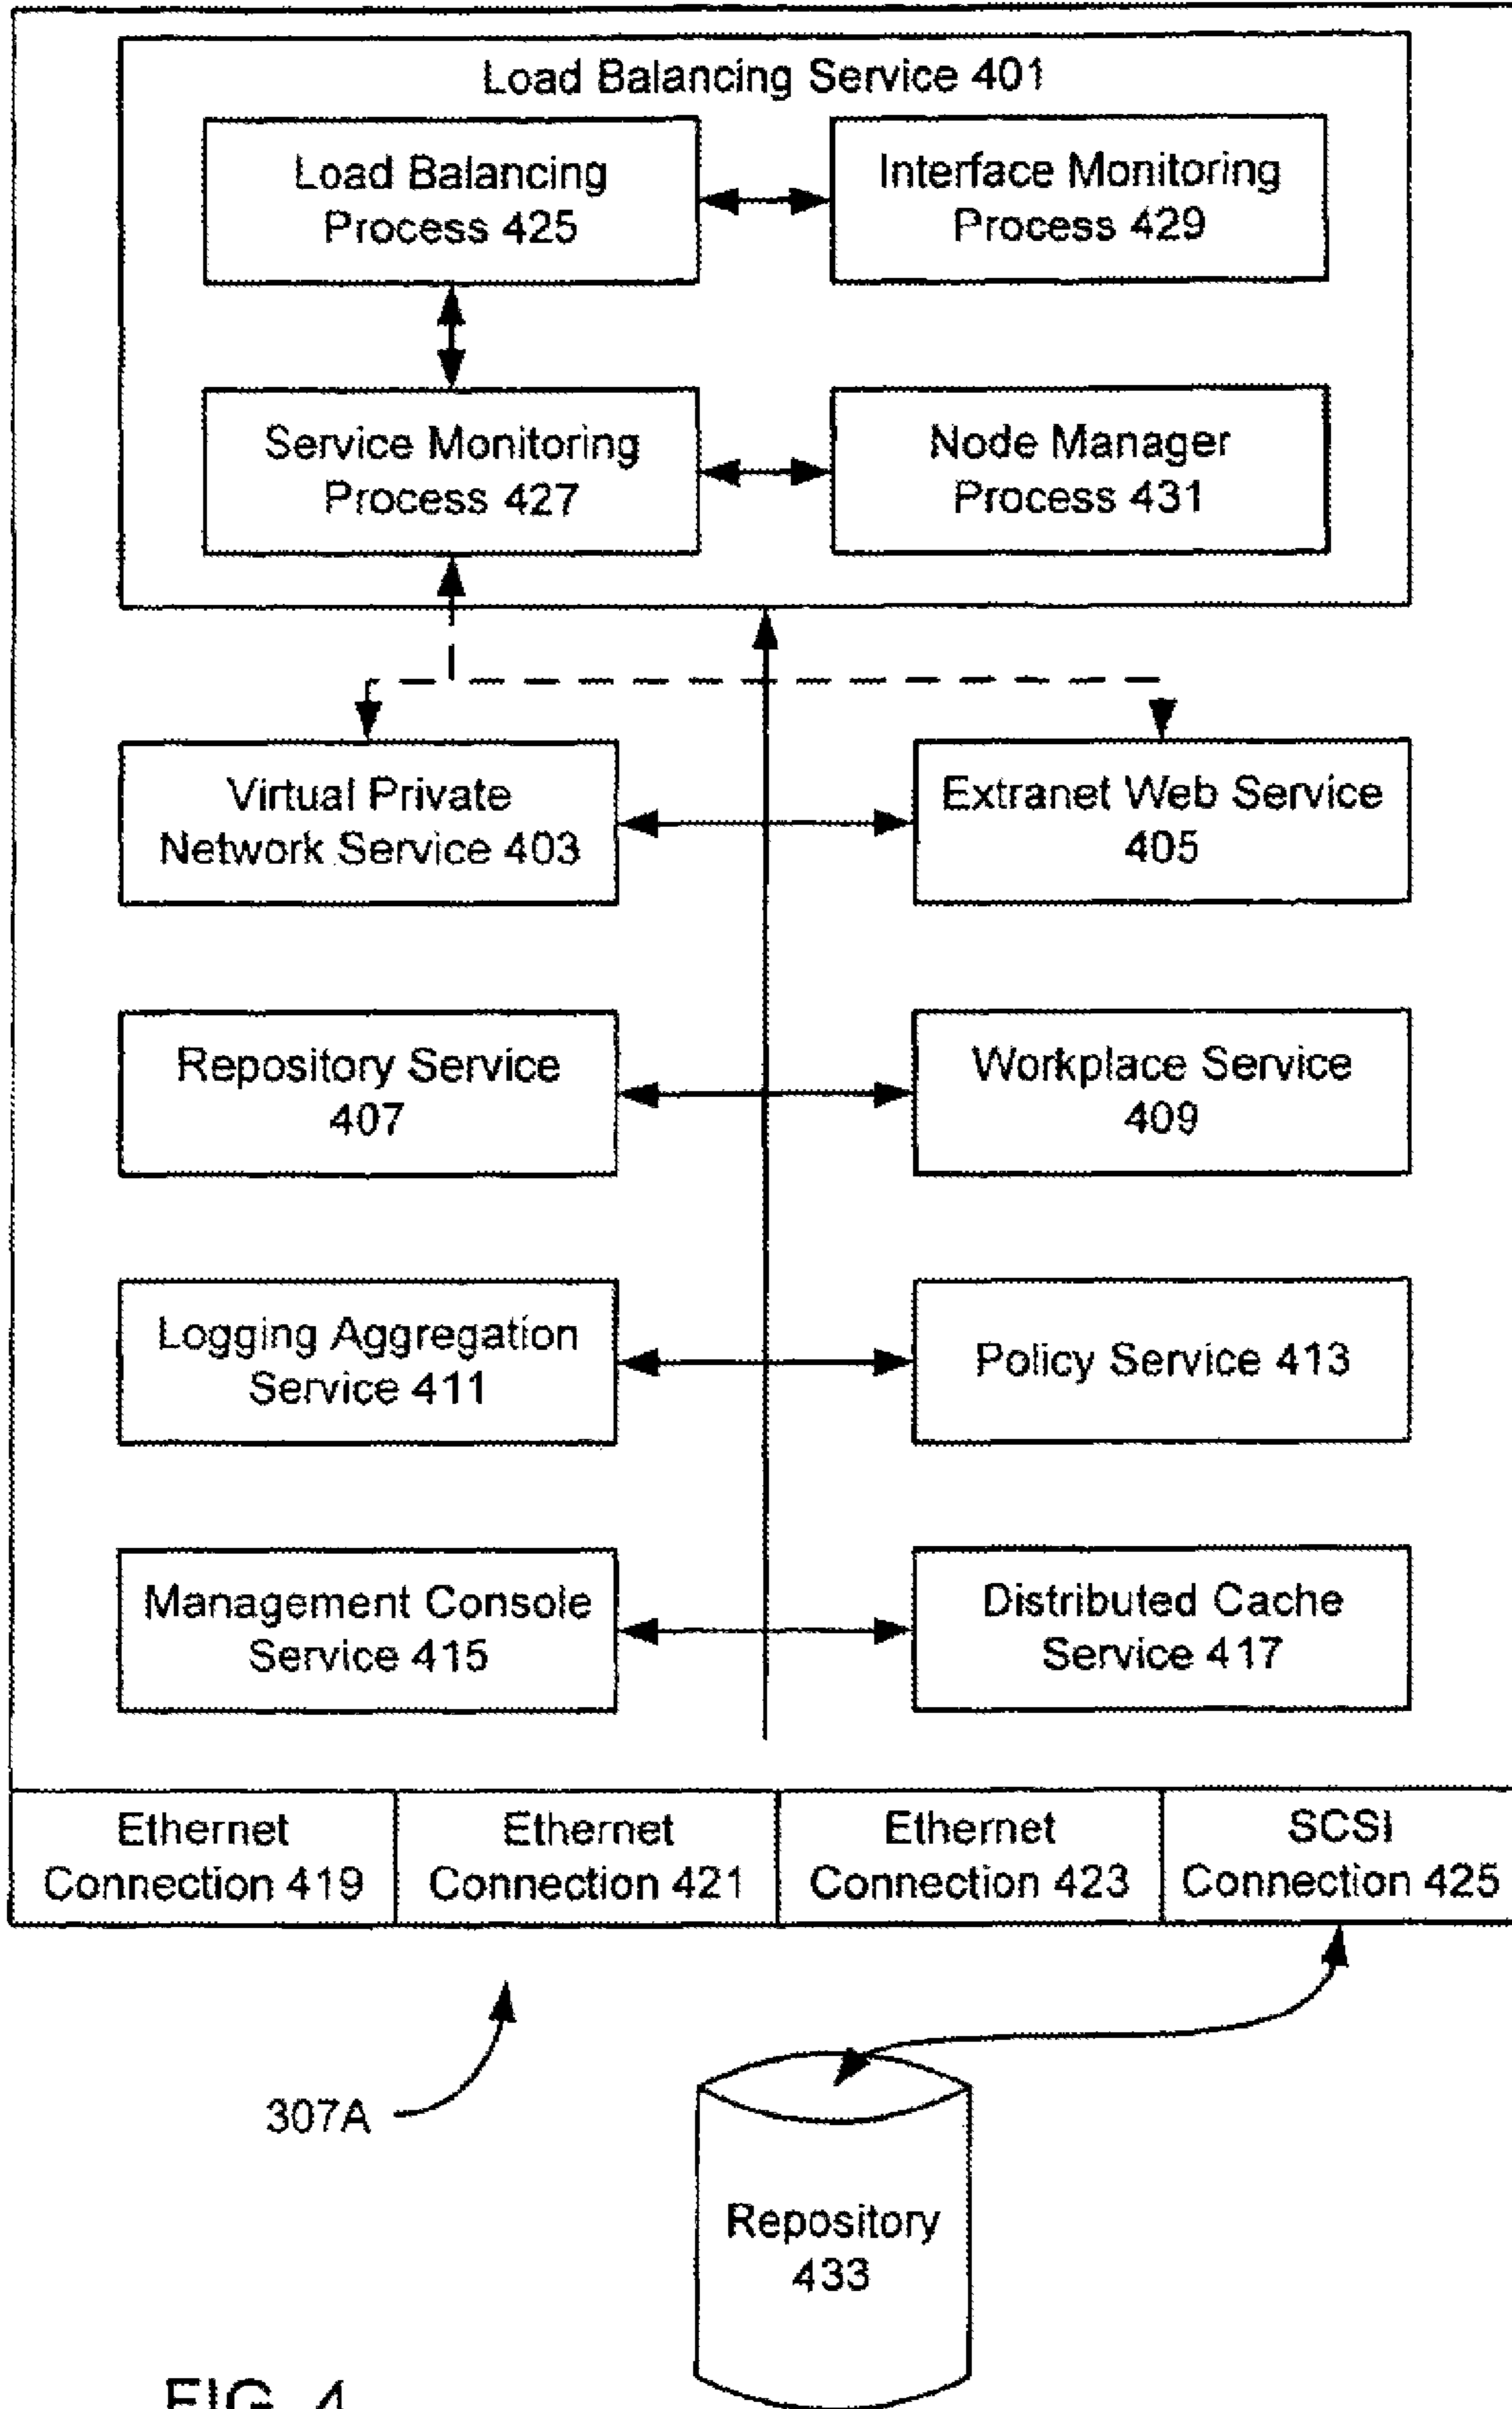 Load Balancing Service 401
Load Balancing
Process 425
Interface Monitoring
Process 429
Service Monitoring
Process 427
Node Manager
Process 431
Virtual Private
Network Service 403
Extranet Web Service
405
Repository Service
407
Workplace Service
409
Logging Aggregation
Service 411
Policy Service 413
Management Console
Service 415
Distributed Cache
Service 417
Ethernet
Connection 419
Ethernet
Connection 421
Ethernet
Connection 423
SCSI
Connection 425
307A
Repository
433
FIG. 4